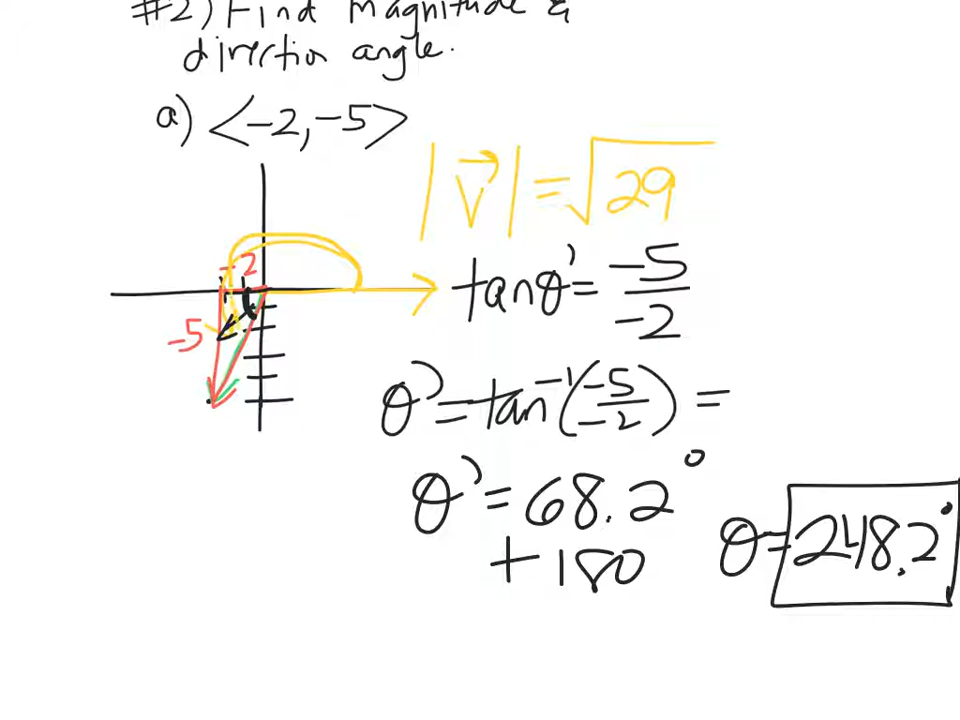 #2) Find magnitude &
direction angle.
a) <-2, -5>
|v⃗| = √29
-2
-5
tanθ' = -5/-2
θ' = tan⁻¹(-5/-2) =
θ' = 68.2°
+180
θ = 248.2°